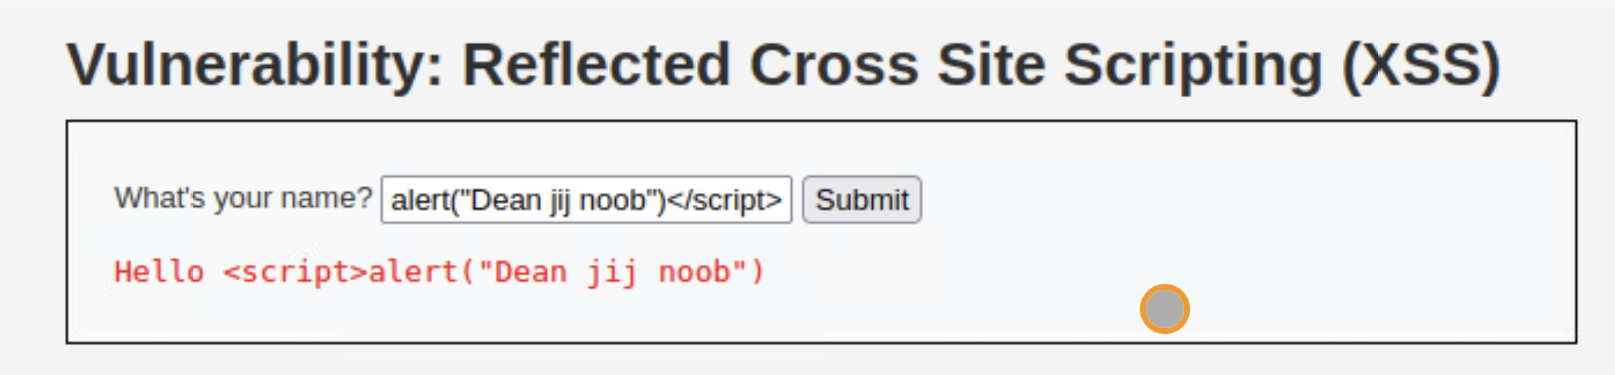 Vulnerability: Reflected Cross Site Scripting (XSS)
What's your name? alert("Dean jij noob")</script> Submit
Hello <script>alert("Dean jij noob")